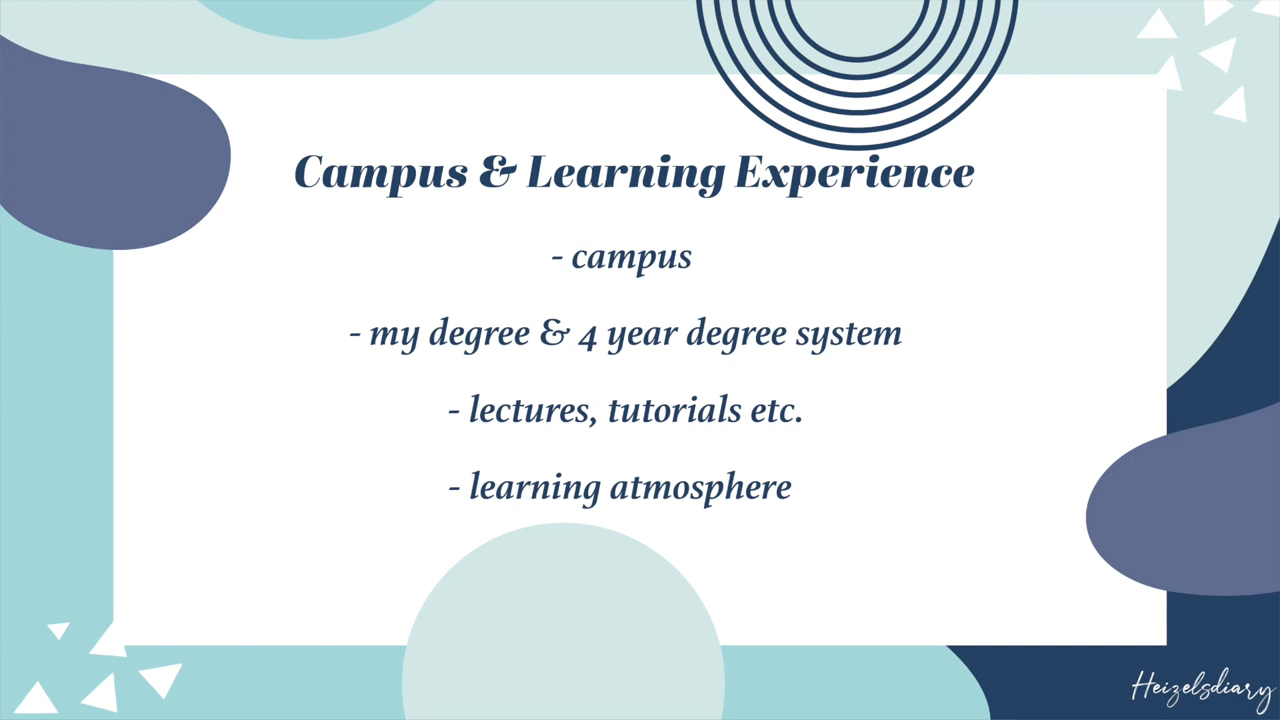 Campus & Learning Experience
- campus
- my degree & 4 year degree system
- lectures, tutorials etc.
- learning atmosphere
Heizelsdiary